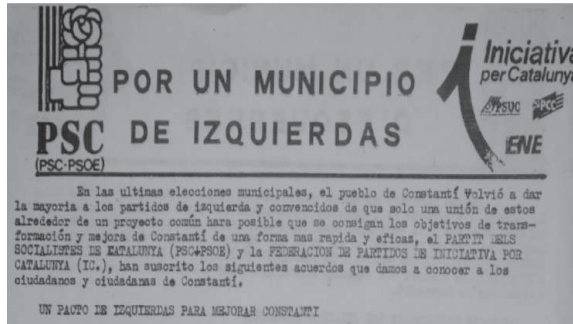 POR UN MUNICIPIO
DE IZQUIERDAS
PSC
(PSC-PSOE)
Iniciativa
per Catalunya
PSUC
PCC
ENE
En las ultimas elecciones municipales, el pueblo de Constantí Volvió a dar
la mayoria a los partidos de izquierda y convencidos de que solo una unión de estos
alrededor de un proyecto común hara posible que se consigan los objetivos de trans-
formación y mejora de Constantí de una forma mas rapida y eficas, el PARTIT DELS
SOCIALISTES DE CATALUNYA (PSC+PSOE) y la FEDERACION DE PARTIDOS DE INICIATIVA POR
CATALUNYA (IC.), han suscrito los siguientes acuerdos que damos a conocer a los
ciudadanos y ciudadanas de Constantí.
UN PACTO DE IZQUIERDAS PARA MEJORAR CONSTANTI